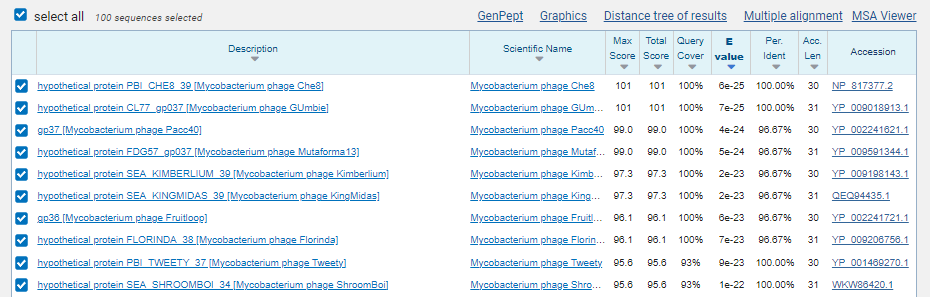 select all 100 sequences selected GenPept Graphics Distance tree of results Multiple alignment MSA Viewer
Description Scientific Name Max Score Total Score Query Cover E value Per. Ident Acc. Len Accession
hypothetical protein PBI_CHE8_39 [Mycobacterium phage Che8] Mycobacterium phage Che8 101 101 100% 6e-25 100.00% 30 NP_817377.2
hypothetical protein CL77_gp037 [Mycobacterium phage GUmbie] Mycobacterium phage GUm... 101 101 100% 7e-25 100.00% 31 YP_009018913.1
gp37 [Mycobacterium phage Pacc40] Mycobacterium phage Pacc40 99.0 99.0 100% 4e-24 96.67% 30 YP_002241621.1
hypothetical protein FDG57_gp037 [Mycobacterium phage Mutaforma13] Mycobacterium phage Mutaf... 99.0 99.0 100% 5e-24 96.67% 31 YP_009591344.1
hypothetical protein SEA_KIMBERLIUM_39 [Mycobacterium phage Kimberlium] Mycobacterium phage Kimb... 97.3 97.3 100% 2e-23 96.67% 30 YP_009198143.1
hypothetical protein SEA_KINGMIDAS_39 [Mycobacterium phage KingMidas] Mycobacterium phage King... 97.3 97.3 100% 2e-23 96.67% 31 QEQ94435.1
gp36 [Mycobacterium phage Fruitloop] Mycobacterium phage Fruitl... 96.1 96.1 100% 6e-23 96.67% 30 YP_002241721.1
hypothetical protein FLORINDA_38 [Mycobacterium phage Florinda] Mycobacterium phage Florin... 96.1 96.1 100% 7e-23 96.67% 31 YP_009206756.1
hypothetical protein PBI_TWEETY_37 [Mycobacterium phage Tweety] Mycobacterium phage Tweety 95.6 95.6 93% 9e-23 100.00% 30 YP_001469270.1
hypothetical protein SEA_SHROOMBOI_34 [Mycobacterium phage ShroomBoi] Mycobacterium phage Shro... 95.6 95.6 93% 1e-22 100.00% 31 WKW86420.1